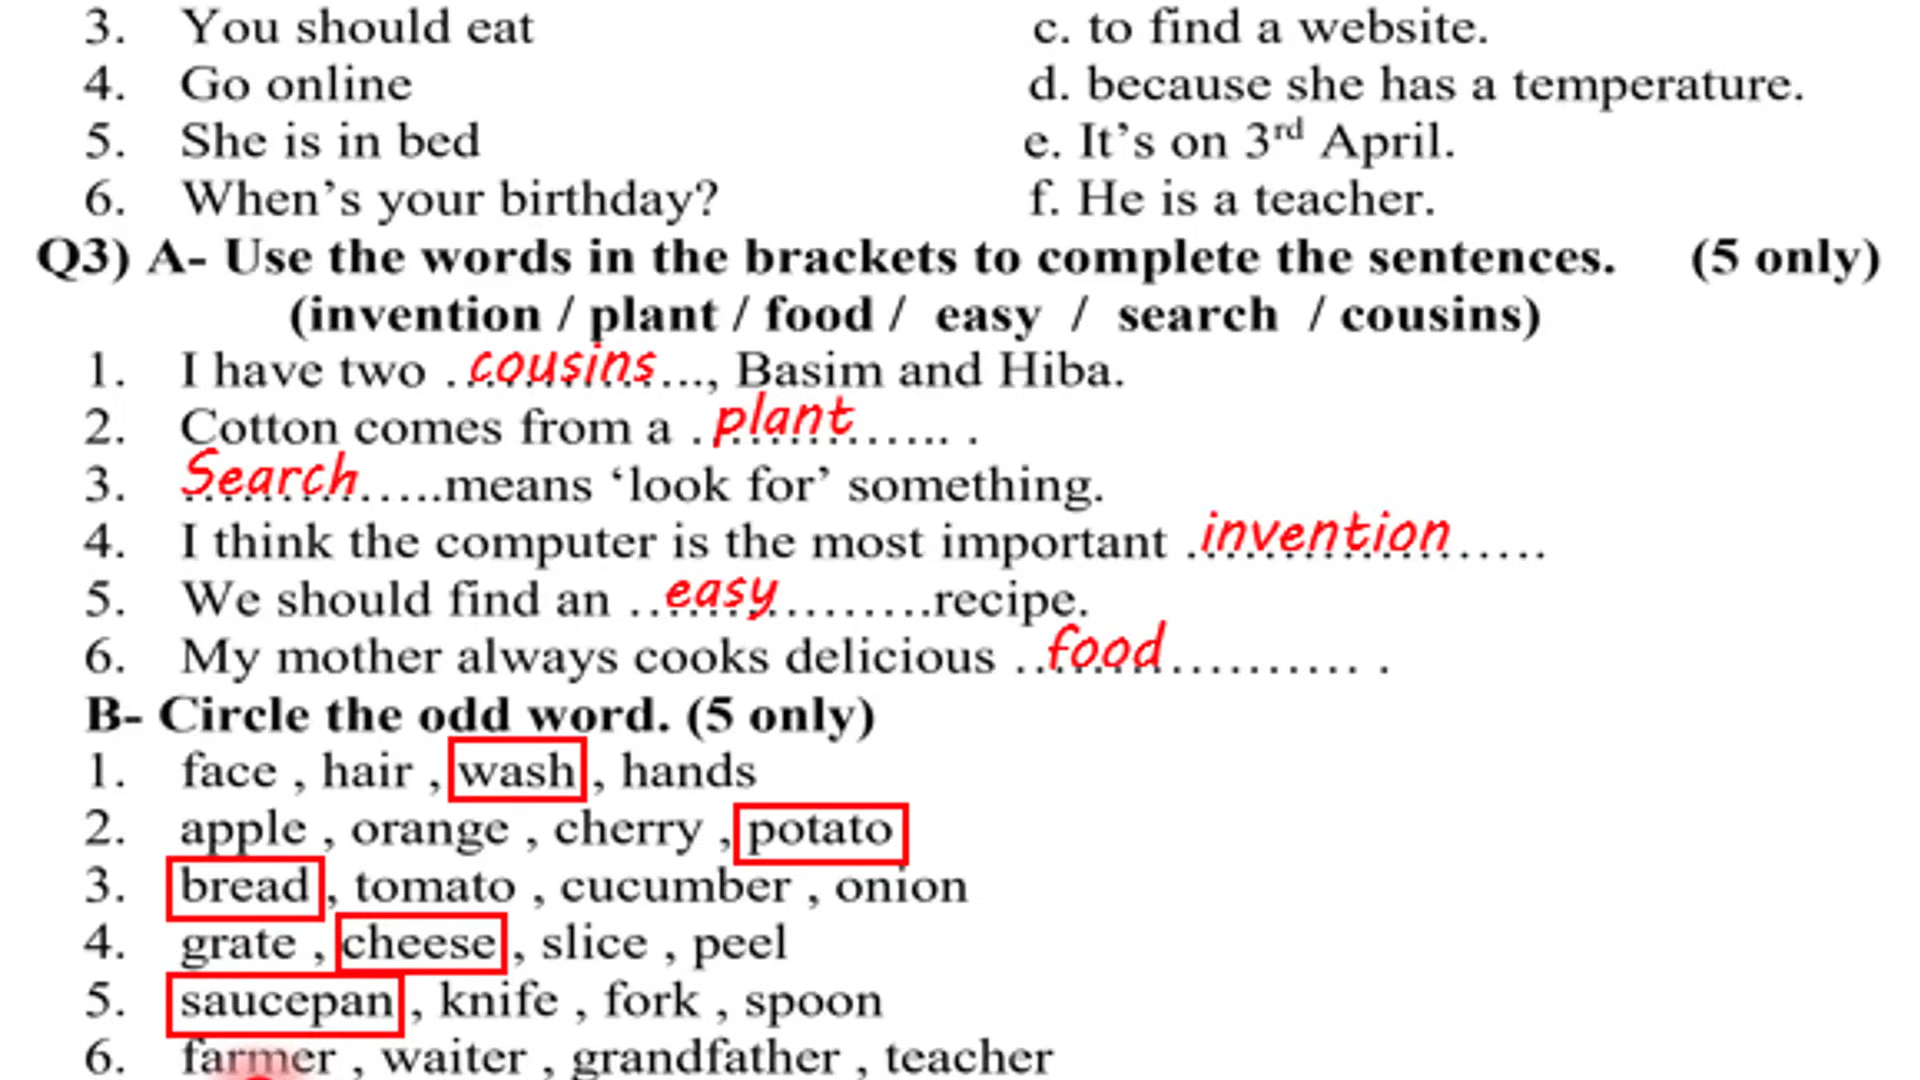 3. You should eat c. to find a website.
4. Go online d. because she has a temperature.
5. She is in bed e. It's on 3rd April.
6. When's your birthday? f. He is a teacher.
Q3) A- Use the words in the brackets to complete the sentences. (5 only)
(invention / plant / food / easy / search / cousins)
1. I have two ..cousins..., Basim and Hiba.
2. Cotton comes from a .plant........ .
3. Search.....means ‘look for’ something.
4. I think the computer is the most important .invention.....
5. We should find an ..easy.........recipe.
6. My mother always cooks delicious ..food........... .
B- Circle the odd word. (5 only)
1. face , hair , wash , hands
2. apple , orange , cherry , potato
3. bread , tomato , cucumber , onion
4. grate , cheese , slice , peel
5. saucepan , knife , fork , spoon
6. farmer , waiter , grandfather , teacher